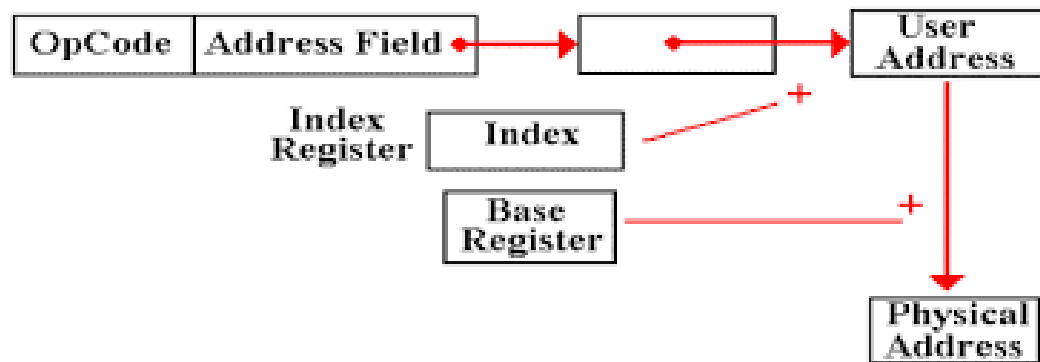 OpCode
Address Field
User
Address
+
Index
Register
Index
+
Base
Register
Physical
Address